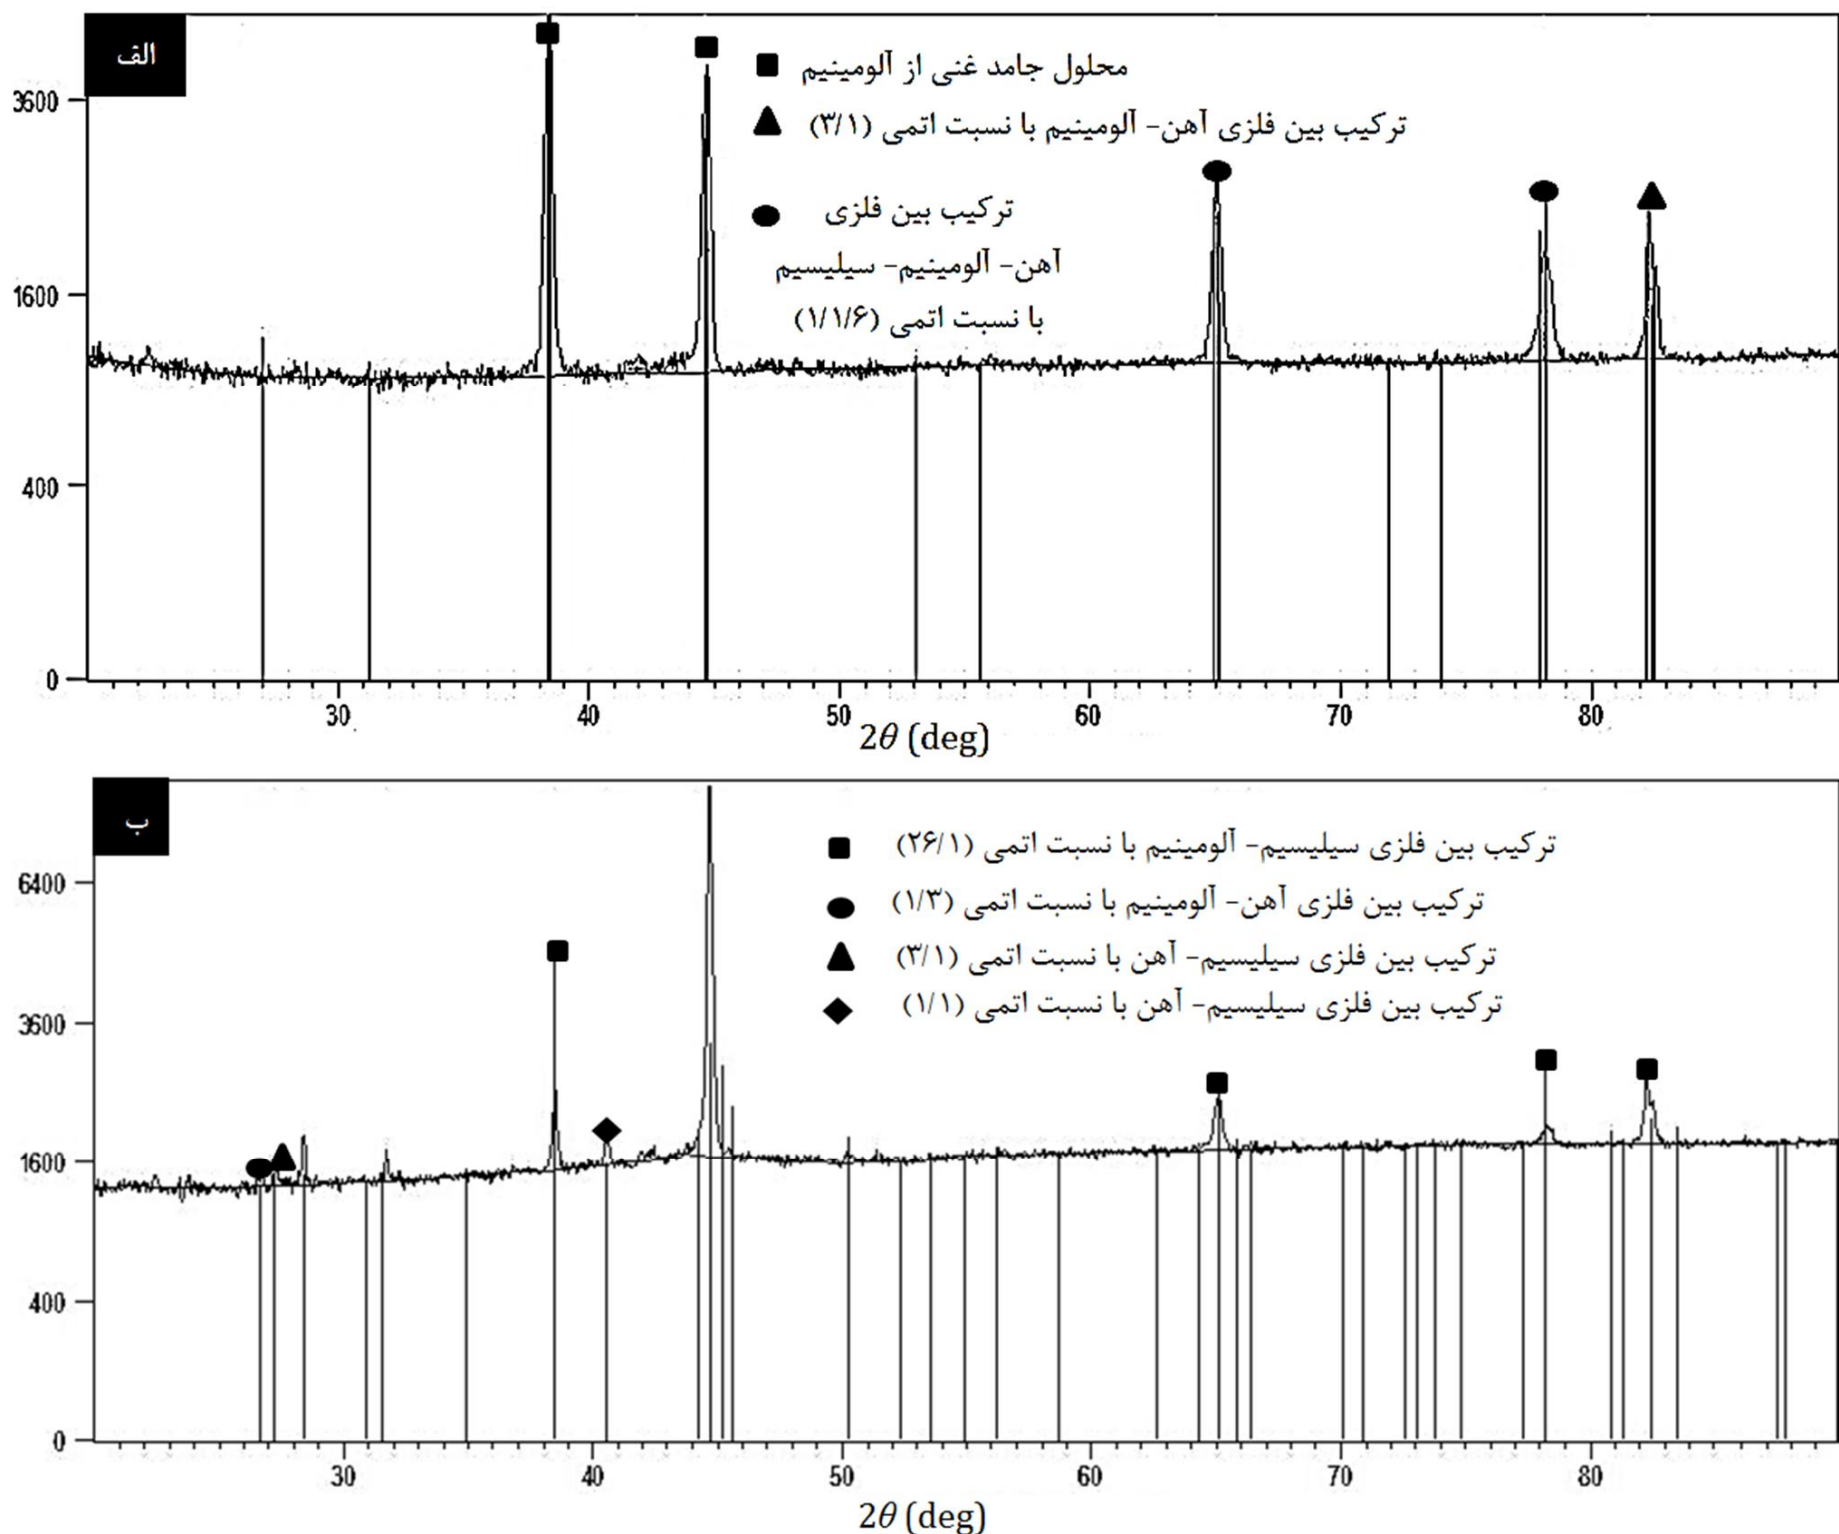 الف
محلول جامد غنی از آلومینیم
ترکیب بین فلزی آهن- آلومینیم با نسبت اتمی (۳/۱)
ترکیب بین فلزی
آهن- آلومینیم- سیلیسیم
با نسبت اتمی (۱/۱/۶)
3600
1600
400
0
30 40 50 60 70 80
2θ (deg)
ب
ترکیب بین فلزی سیلیسیم- آلومینیم با نسبت اتمی (۲۶/۱)
ترکیب بین فلزی آهن- آلومینیم با نسبت اتمی (۱/۳)
ترکیب بین فلزی سیلیسیم- آهن با نسبت اتمی (۳/۱)
ترکیب بین فلزی سیلیسیم- آهن با نسبت اتمی (۱/۱)
6400
3600
1600
400
0
30 40 50 60 70 80
2θ (deg)